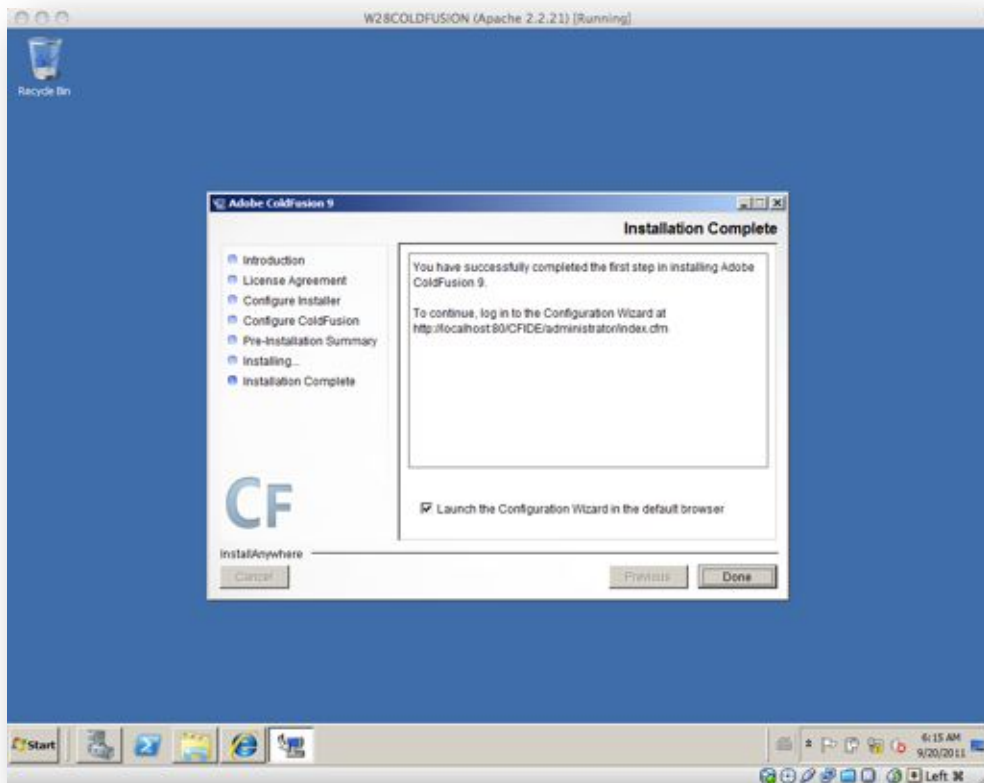 W28COLDFUSION (Apache 2.2.21) [Running]
Recycle Bin
Adobe ColdFusion 9
Installation Complete
Introduction
License Agreement
Configure Installer
Configure ColdFusion
Pre-Installation Summary
Installing...
Installation Complete
You have successfully completed the first step in installing Adobe
ColdFusion 9.
To continue, log in to the Configuration Wizard at
http://localhost:80/CFIDE/administrator/index.cfm
CF
Launch the Configuration Wizard in the default browser
InstallAnywhere
Cancel
Previous
Done
Start
6:15 AM
9/20/2011
Left ⌘